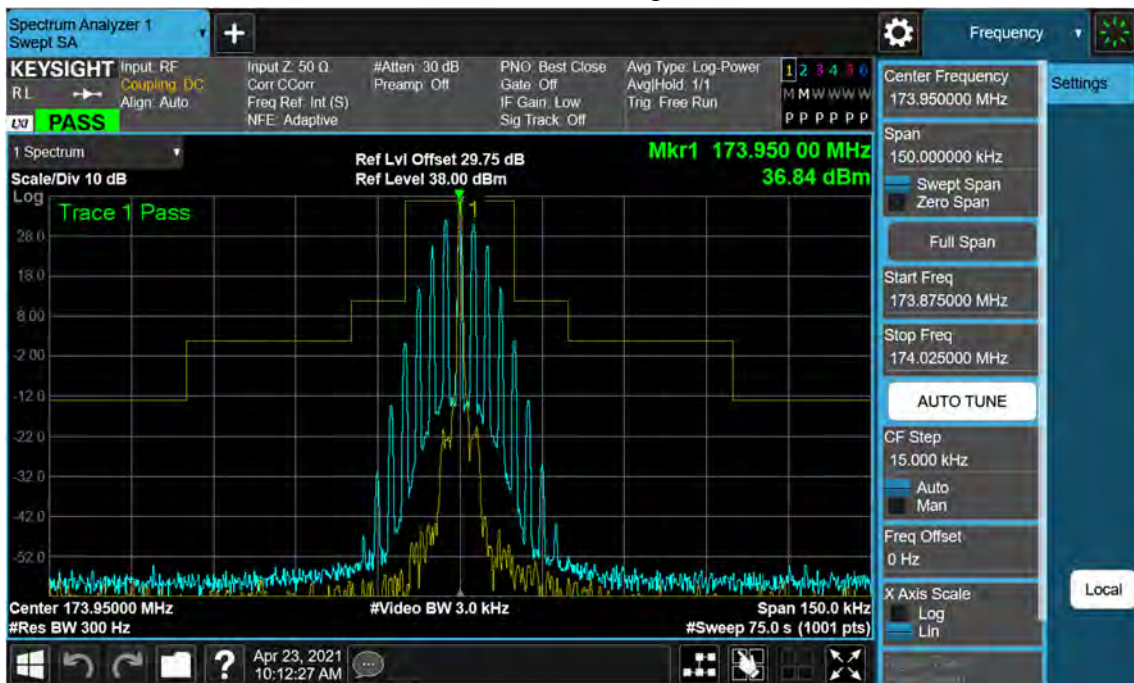 Spectrum Analyzer 1
Swept SA
+
Frequency
KEYSIGHT
RL
LXI PASS
Input: RF
Coupling: DC
Align: Auto
Input Z: 50 Ω
Corr CCorr
Freq Ref: Int (S)
NFE: Adaptive
#Atten: 30 dB
Preamp: Off
PNO: Best Close
Gate: Off
IF Gain: Low
Sig Track: Off
Avg Type: Log-Power
Avg|Hold: 1/1
Trig: Free Run
1 2 3 4 5 6
M M W W W W
P P P P P P
1 Spectrum
Scale/Div 10 dB
Ref Lvl Offset 29.75 dB
Ref Level 38.00 dBm
Mkr1 173.950 00 MHz
36.84 dBm
Log
Trace 1 Pass
1
28.0
18.0
8.00
-2.00
-12.0
-22.0
-32.0
-42.0
-52.0
Center 173.95000 MHz
#Video BW 3.0 kHz
Span 150.0 kHz
#Res BW 300 Hz
#Sweep 75.0 s (1001 pts)
?
Apr 23, 2021
10:12:27 AM
Center Frequency
173.950000 MHz
Span
150.000000 kHz
Swept Span
Zero Span
Full Span
Start Freq
173.875000 MHz
Stop Freq
174.025000 MHz
AUTO TUNE
CF Step
15.000 kHz
Auto
Man
Freq Offset
0 Hz
X Axis Scale
Log
Lin
Settings
Local